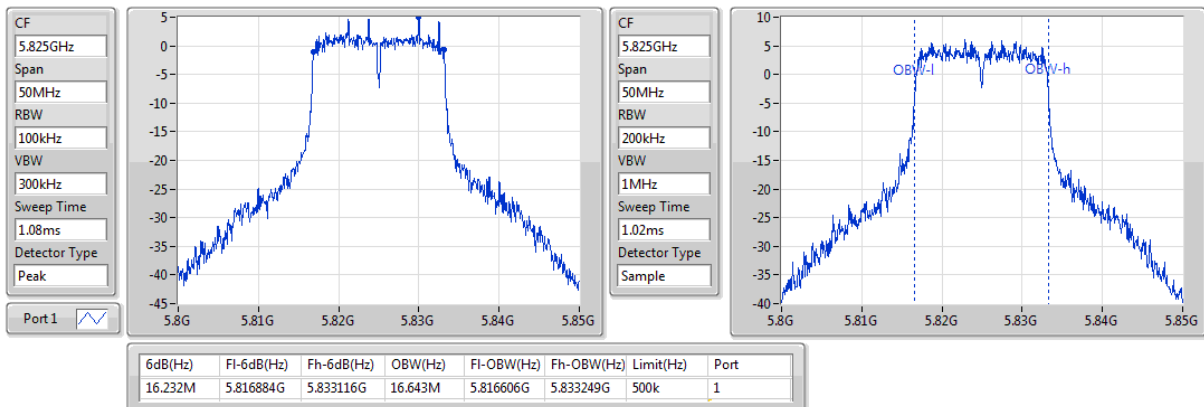 CF
5.825GHz
Span
50MHz
RBW
100kHz
VBW
300kHz
Sweep Time
1.08ms
Detector Type
Peak
Port 1
5
0
-5
-10
-15
-20
-25
-30
-35
-40
-45
5.8G 5.81G 5.82G 5.83G 5.84G 5.85G
CF
5.825GHz
Span
50MHz
RBW
200kHz
VBW
1MHz
Sweep Time
1.02ms
Detector Type
Sample
10
5
0
-5
-10
-15
-20
-25
-30
-35
-40
OBW-l OBW-h
5.8G 5.81G 5.82G 5.83G 5.84G 5.85G
6dB(Hz) Fl-6dB(Hz) Fh-6dB(Hz) OBW(Hz) Fl-OBW(Hz) Fh-OBW(Hz) Limit(Hz) Port
16.232M 5.816884G 5.833116G 16.643M 5.816606G 5.833249G 500k 1